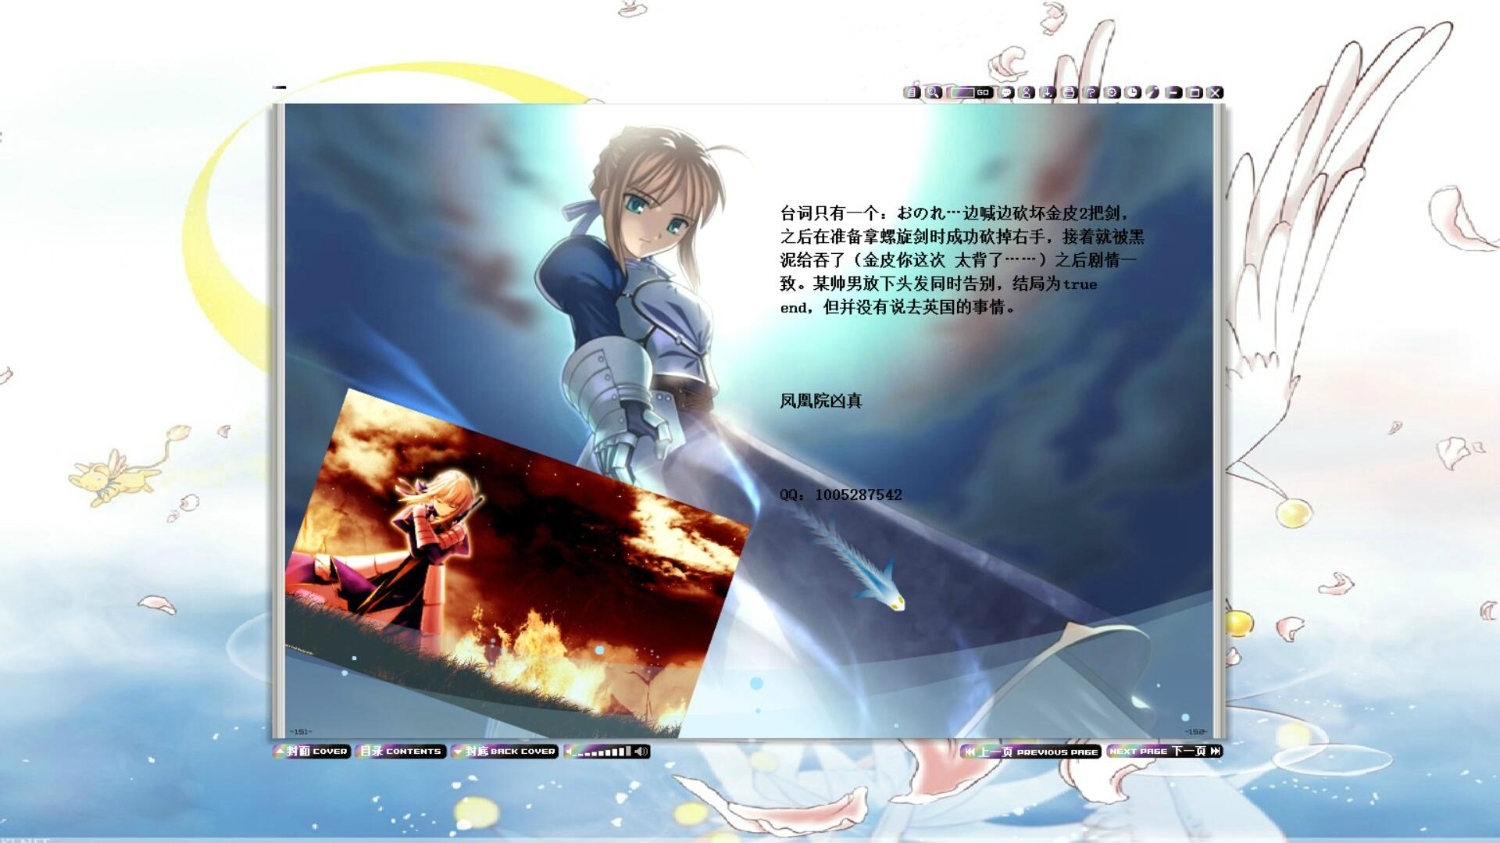 GO
台词只有一个：おのれ…边喊边砍坏金皮2把剑，
之后在准备拿螺旋剑时成功砍掉右手，接着就被黑
泥给吞了（金皮你这次 太背了……）之后剧情一
致。某帅男放下头发同时告别，结局为true
end，但并没有说去英国的事情。
凤凰院凶真
QQ：1005287542
-151-
-152-
封面 COVER
目录 CONTENTS
封底 BACK COVER
上一页 PREVIOUS PAGE
NEXT PAGE 下一页